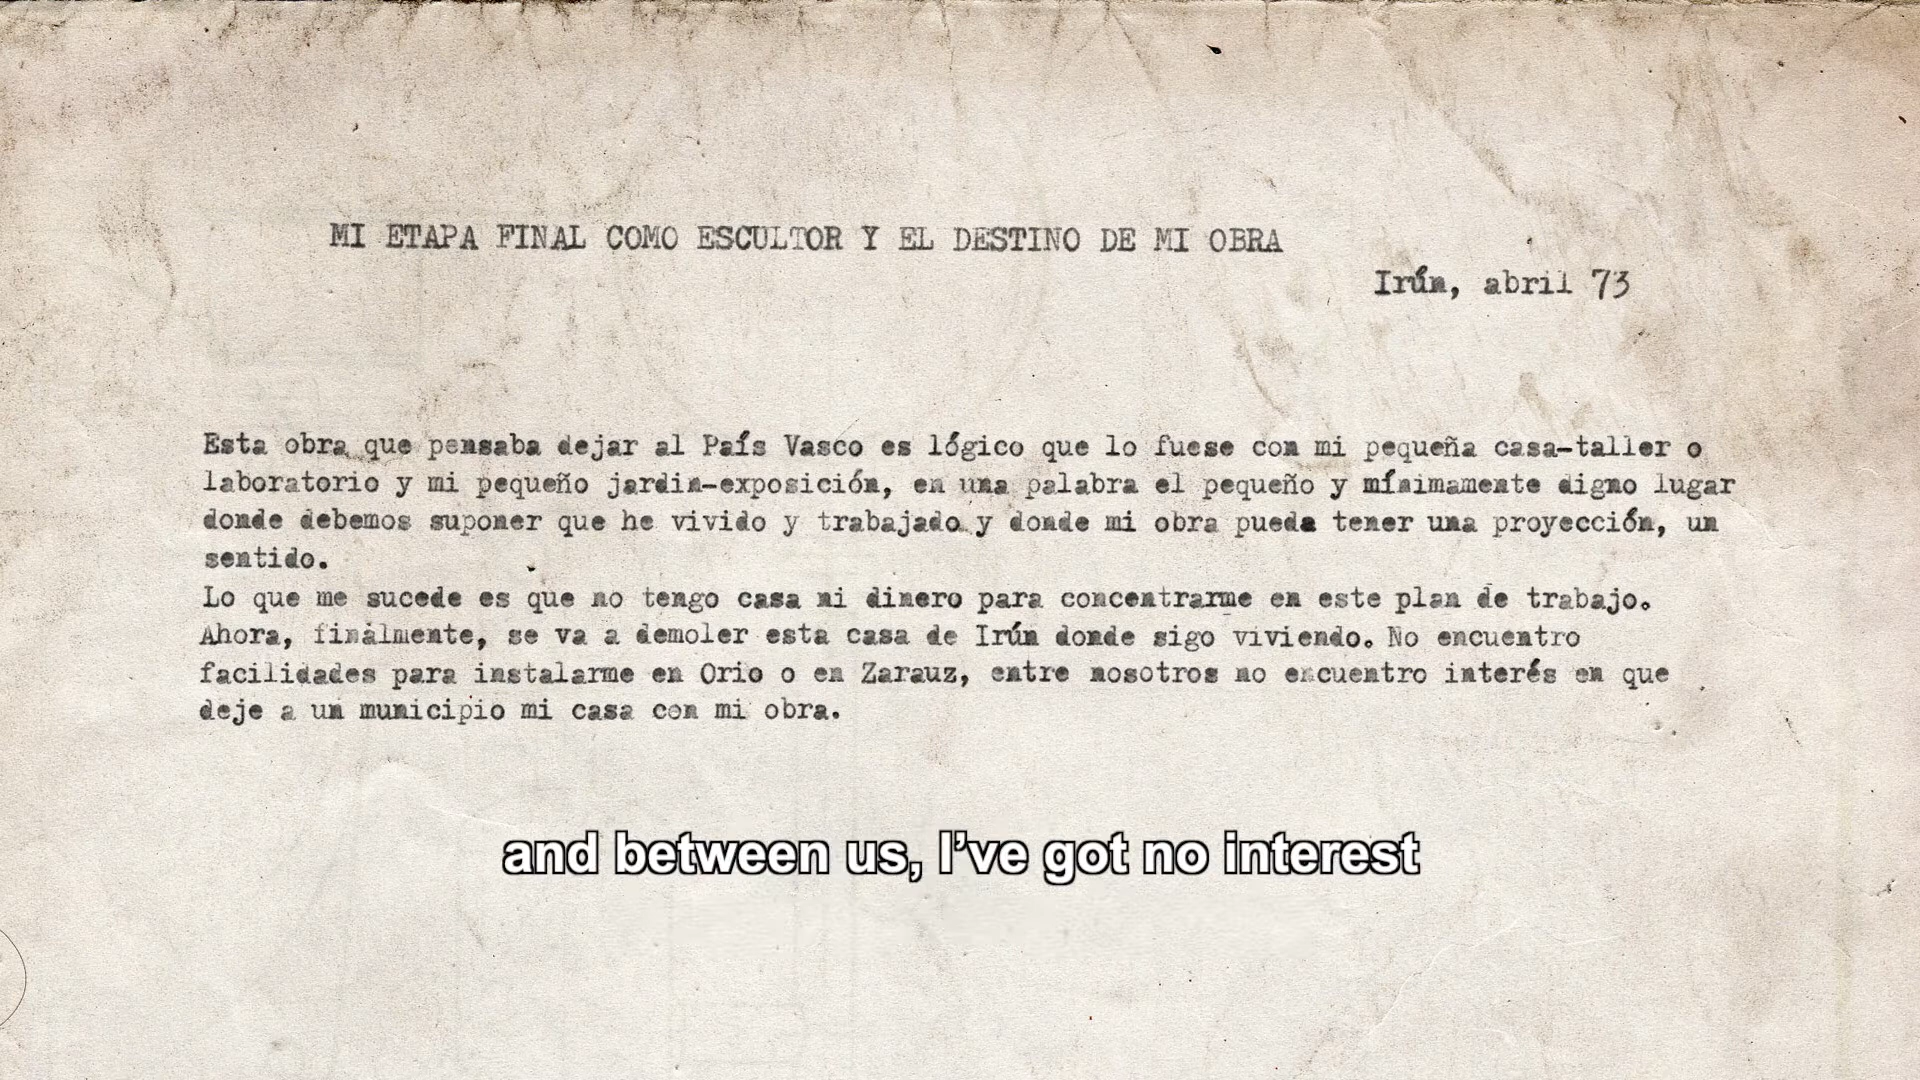 MI ETAPA FINAL COMO ESCULTOR Y EL DESTINO DE MI OBRA
Irún, abril 73
Esta obra que pensaba dejar al País Vasco es lógico que lo fuese con mi pequeña casa-taller o
laboratorio y mi pequeño jardin-exposición, en una palabra el pequeño y mínimamente digno lugar
donde debemos suponer que he vivido y trabajado y donde mi obra pueda tener una proyección, un
sentido.
Lo que me sucede es que no tengo casa ni dinero para concentrarme en este plan de trabajo.
Ahora, finalmente, se va a demoler esta casa de Irún donde sigo viviendo. No encuentro
facilidades para instalarme en Orio o en Zarauz, entre nosotros no encuentro interés en que
deje a un municipio mi casa con mi obra.
and between us, I've got no interest